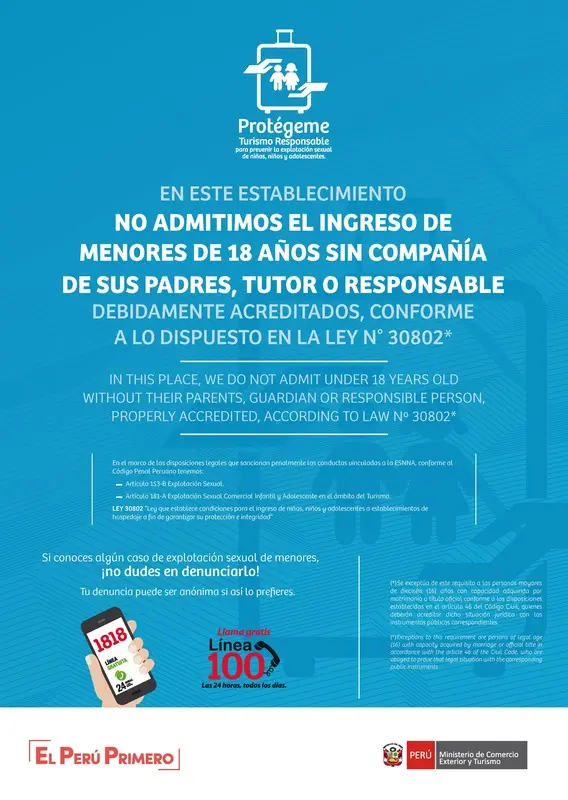 Protégeme
Turismo Responsable
para prevenir la explotación sexual
de niñas, niños y adolescentes.
EN ESTE ESTABLECIMIENTO
NO ADMITIMOS EL INGRESO DE
MENORES DE 18 AÑOS SIN COMPAÑÍA
DE SUS PADRES, TUTOR O RESPONSABLE
DEBIDAMENTE ACREDITADOS, CONFORME
A LO DISPUESTO EN LA LEY N° 30802*
IN THIS PLACE, WE DO NOT ADMIT UNDER 18 YEARS OLD
WITHOUT THEIR PARENTS, GUARDIAN OR RESPONSIBLE PERSON,
PROPERLY ACCREDITED, ACCORDING TO LAW Nº 30802*
En el marco de las disposiciones legales que sancionan penalmente las conductas vinculadas a la ESNNA, conforme al
Código Penal Peruano tenemos:
Artículo 153-B Explotación Sexual.
Artículo 181-A Explotación Sexual Comercial Infantil y Adolescente en el ámbito del Turismo.
LEY 30802 "Ley que establece condiciones para el ingreso de niñas, niños y adolescentes a establecimientos de
hospedaje a fin de garantizar su protección e integridad"
Si conoces algún caso de explotación sexual de menores,
¡no dudes en denunciarlo!
Tu denuncia puede ser anónima si así lo prefieres.
1818
LÍNEA
GRATUITA
24
Llama gratis
Línea
100
Las 24 horas, todos los días.
(*)Se exceptúa de este requisito a las personas mayores
de dieciséis (16) años con capacidad adquirida por
matrimonio o título oficial conforme a las disposiciones
establecidas en el artículo 46 del Código Civil, quienes
deberán acreditar dicha situación jurídica con los
instrumentos públicos correspondientes.
(*)Exceptions to this requirement are persons of legal age
(16) with capacity acquired by marriage or official title in
accordance with the article 46 of the Civil Code, who are
obliged to prove that legal situation with the corresponding
public instruments.
EL PERÚ PRIMERO
PERÚ
Ministerio de Comercio
Exterior y Turismo